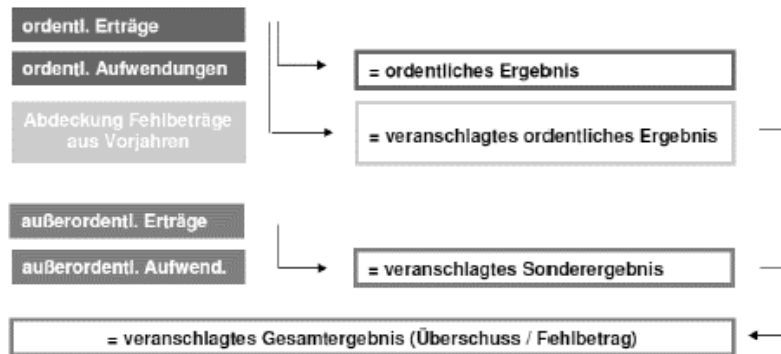 ordentl. Erträge
ordentl. Aufwendungen
= ordentliches Ergebnis
Abdeckung Fehlbeträge
aus Vorjahren
= veranschlagtes ordentliches Ergebnis
außerordentl. Erträge
außerordentl. Aufwend.
= veranschlagtes Sonderergebnis
= veranschlagtes Gesamtergebnis (Überschuss / Fehlbetrag)